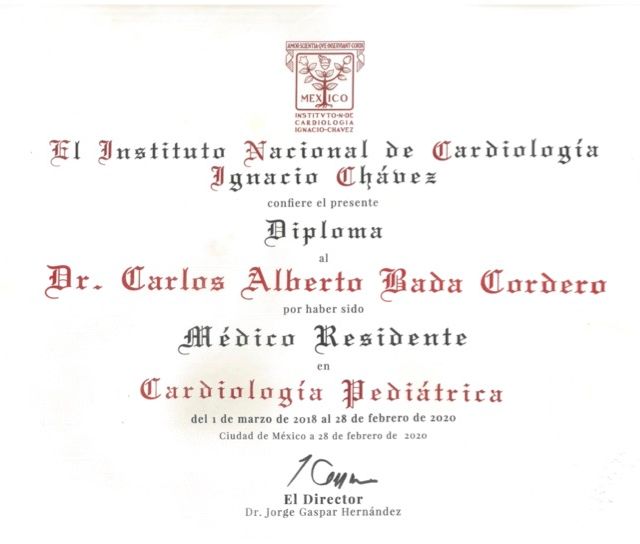 AMOR·SCIENTIA·QVE·INSERVIANT·CORDI
MEXICO
INSTITVTO·N·DE
CARDIOLOGIA
IGNACIO·CHAVEZ
El Instituto Nacional de Cardiología
Ignacio Chávez
confiere el presente
Diploma
al
Dr. Carlos Alberto Bada Cordero
por haber sido
Médico Residente
en
Cardiología Pediátrica
del 1 de marzo de 2018 al 28 de febrero de 2020
Ciudad de México a 28 de febrero de 2020
El Director
Dr. Jorge Gaspar Hernández